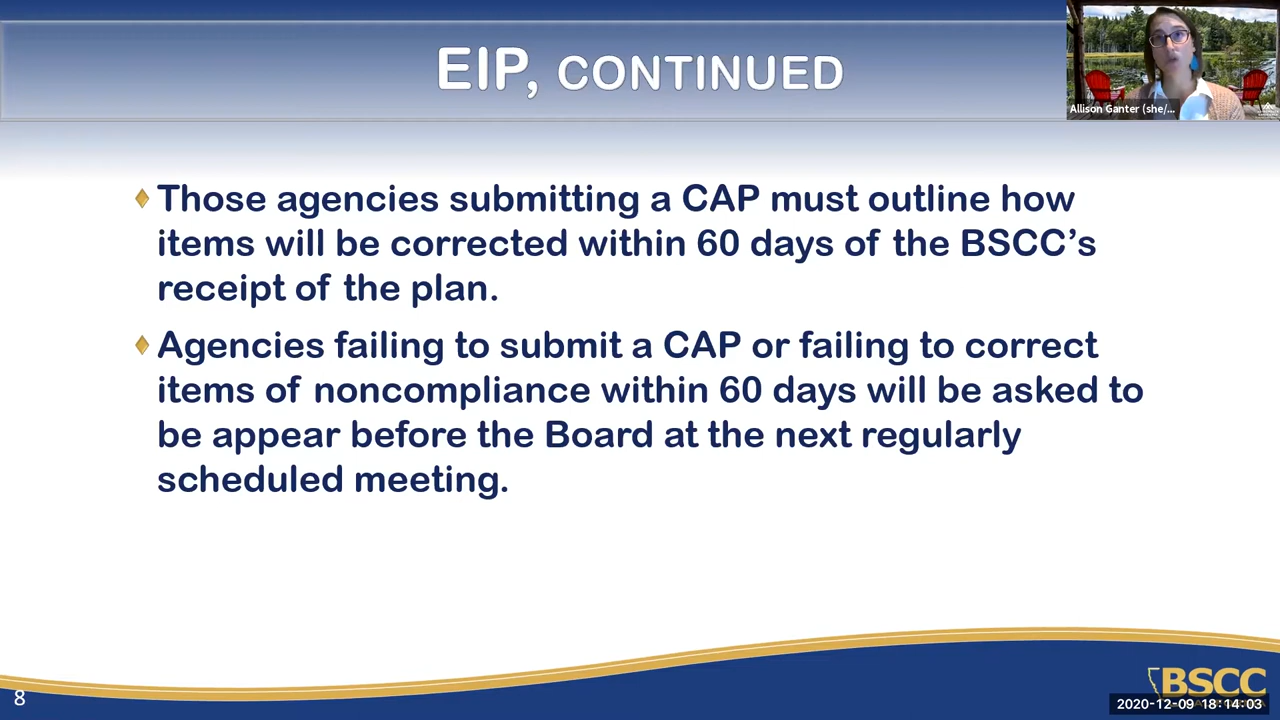 EIP, CONTINUED
Allison Ganter (she/...
Those agencies submitting a CAP must outline how
items will be corrected within 60 days of the BSCC’s
receipt of the plan.
Agencies failing to submit a CAP or failing to correct
items of noncompliance within 60 days will be asked to
be appear before the Board at the next regularly
scheduled meeting.
8
BSCC
2020-12-09 18:14:03